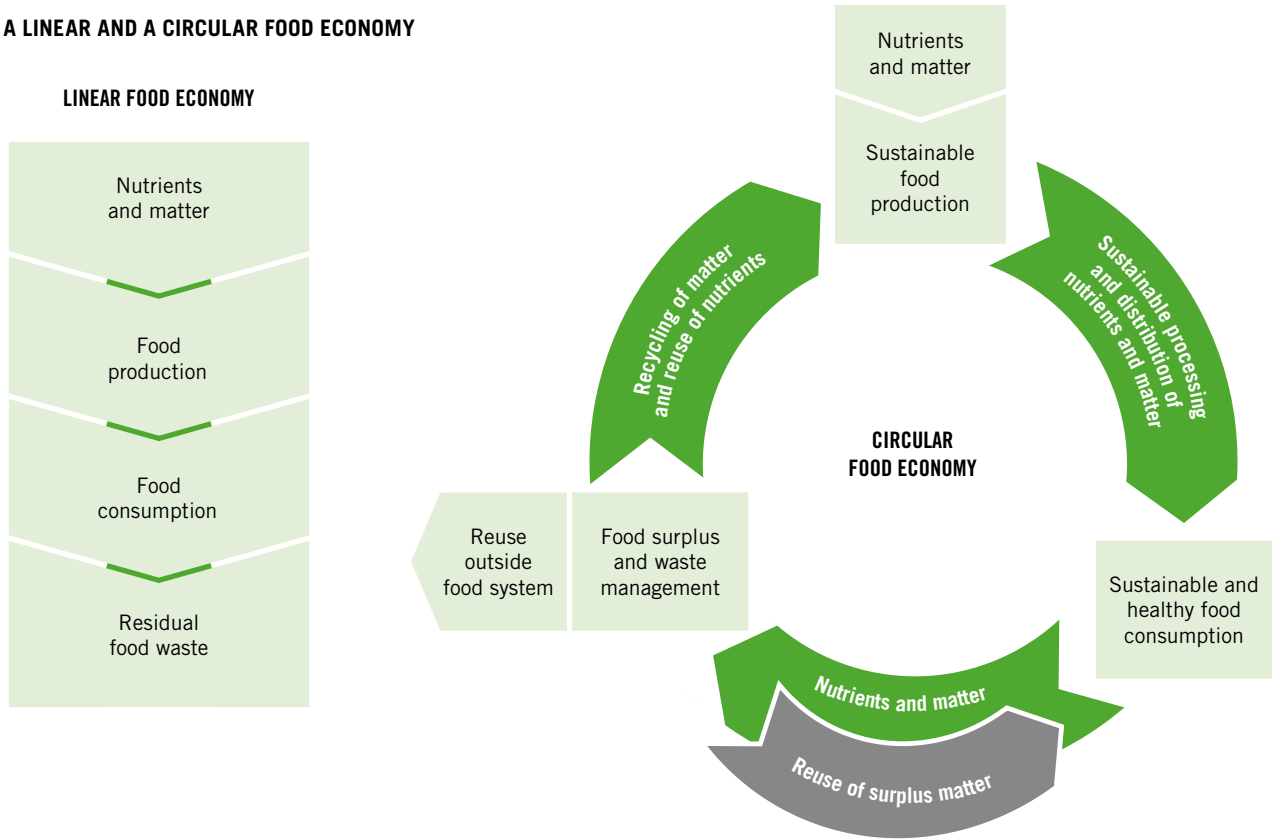 A LINEAR AND A CIRCULAR FOOD ECONOMY
LINEAR FOOD ECONOMY
Nutrients
and matter
Food
production
Food
consumption
Residual
food waste
Nutrients
and matter
Sustainable
food
production
Sustainable processing
and distribution of
nutrients and matter
Sustainable and
healthy food
consumption
Nutrients and matter
Reuse of surplus matter
Food surplus
and waste
management
Reuse
outside
food system
Recycling of matter
and reuse of nutrients
CIRCULAR
FOOD ECONOMY